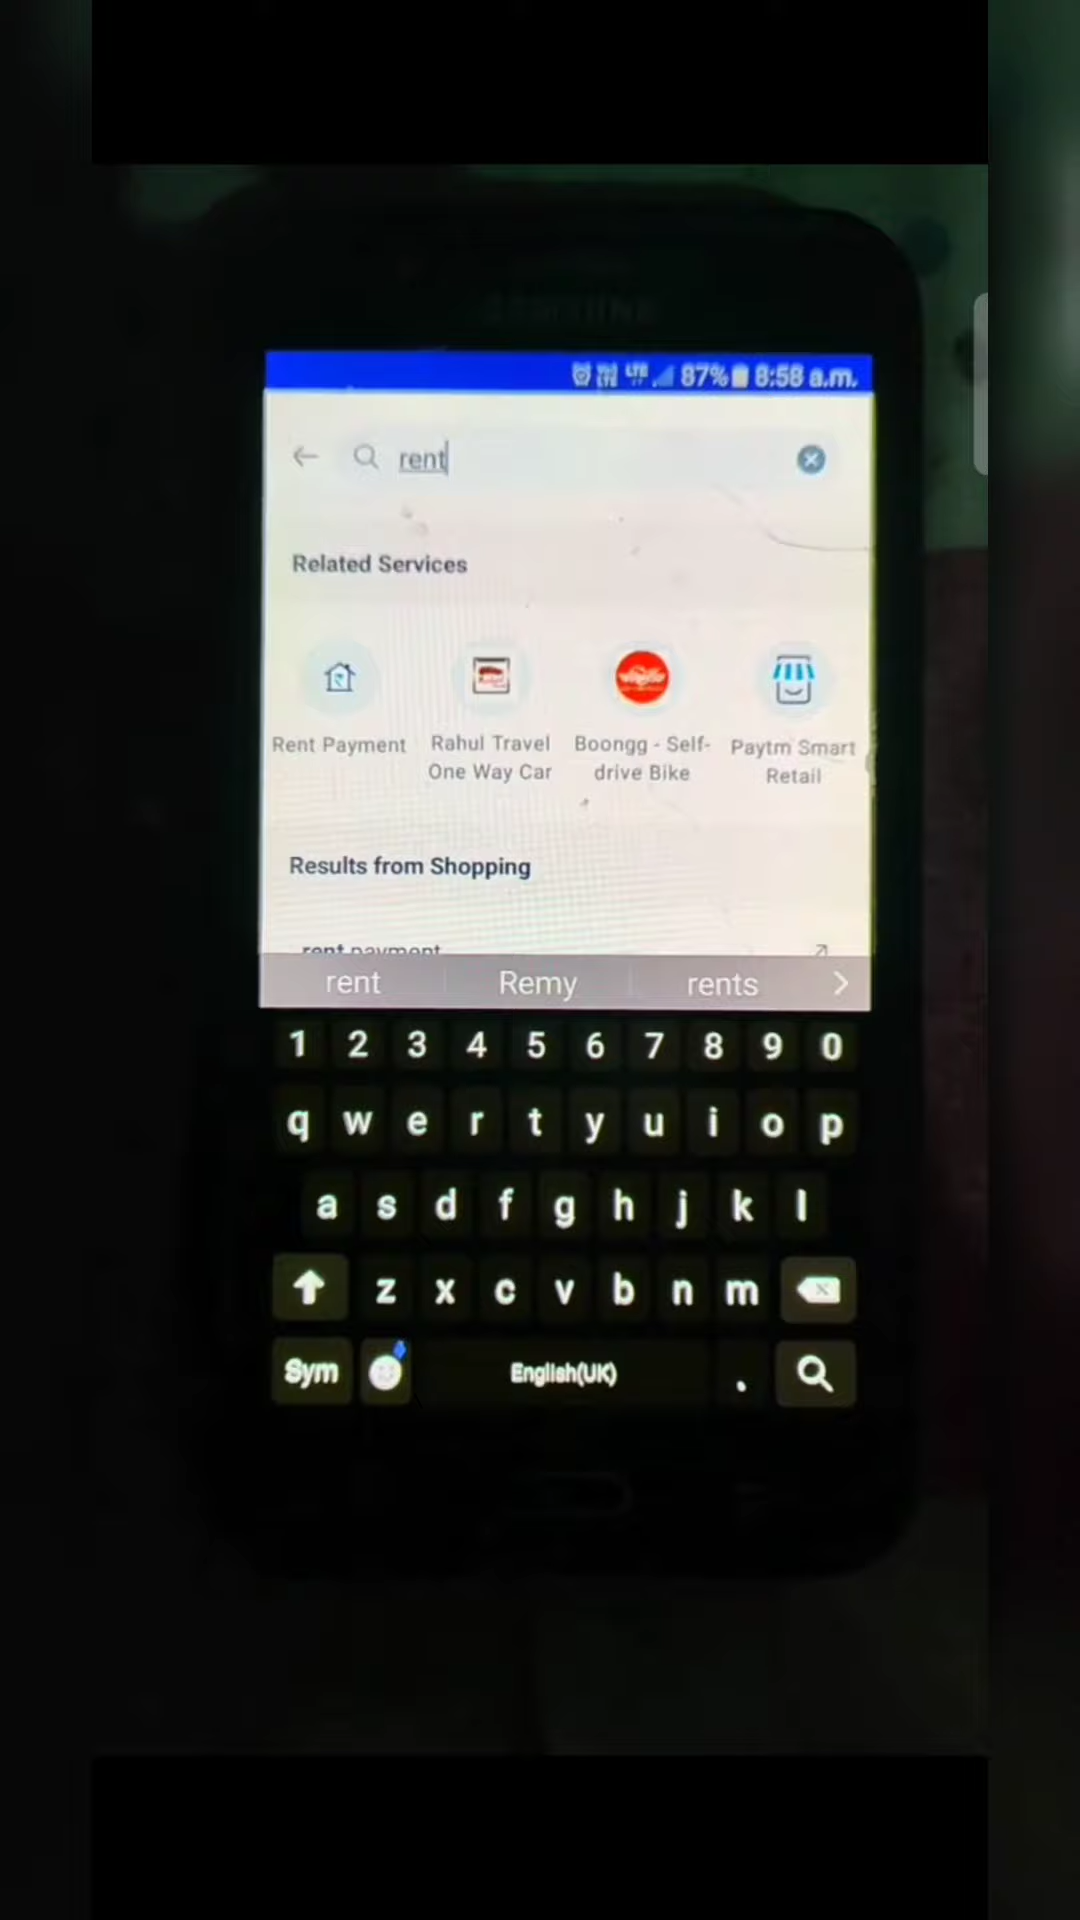 SAMSUNG
LTE 87% 8:58 a.m.
rent
Related Services
Rent Payment
Rahul Travel
One Way Car
Boongg - Self-
drive Bike
Paytm Smart
Retail
Results from Shopping
rent payment
rent Remy rents
1 2 3 4 5 6 7 8 9 0
q w e r t y u i o p
a s d f g h j k l
z x c v b n m
Sym English(UK) .